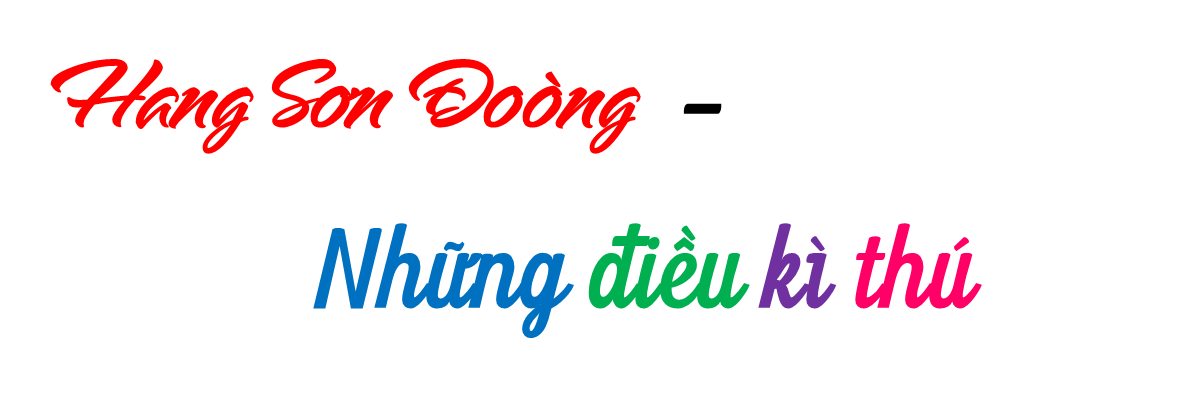 Hang Sơn Đoòng -
Những điều kì thú